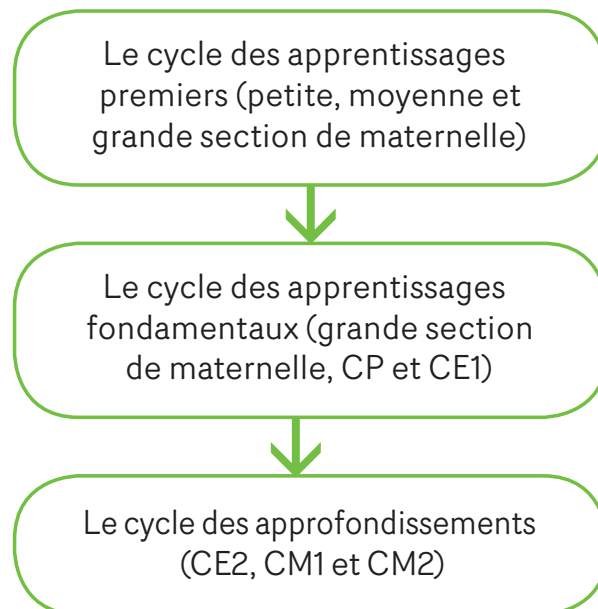 Le cycle des apprentissages
premiers (petite, moyenne et
grande section de maternelle)
Le cycle des apprentissages
fondamentaux (grande section
de maternelle, CP et CE1)
Le cycle des approfondissements
(CE2, CM1 et CM2)